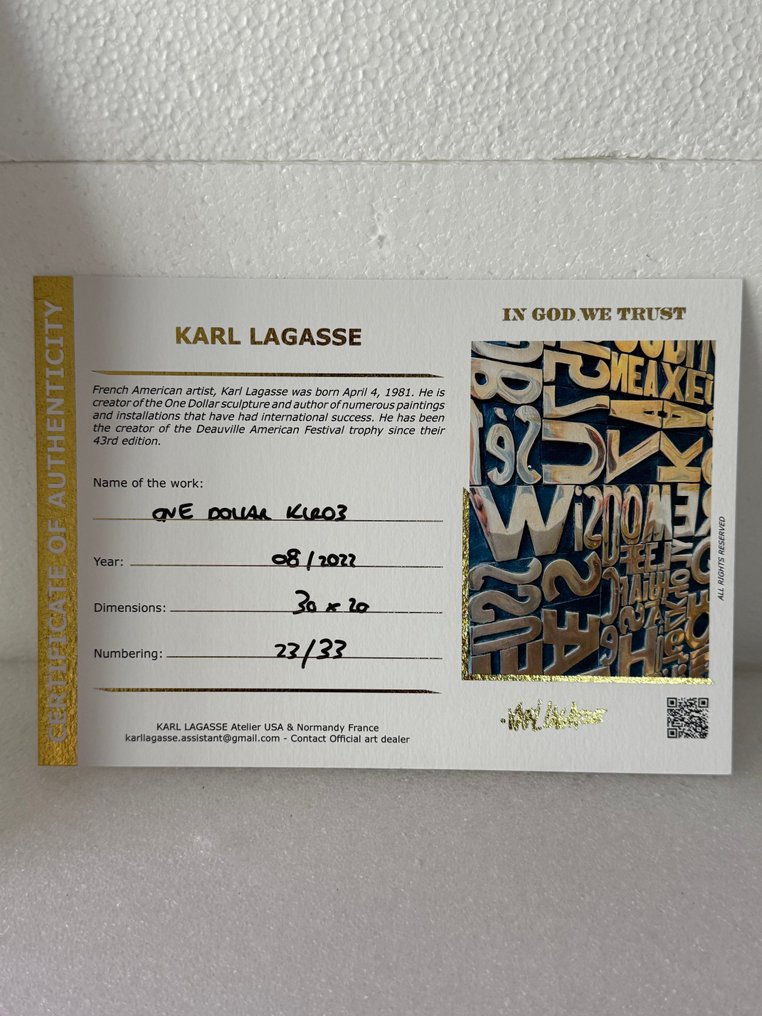 CERTIFICATE OF AUTHENTICITY
KARL LAGASSE
French American artist, Karl Lagasse was born April 4, 1981. He is
creator of the One Dollar sculpture and author of numerous paintings
and installations that have had international success. He has been
the creator of the Deauville American Festival trophy since their
43rd edition.
Name of the work:
ONE DOLLAR KLR03
Year: 08/2022
Dimensions: 30 x 20
Numbering: 23/33
KARL LAGASSE Atelier USA & Normandy France
karllagasse.assistant@gmail.com - Contact Official art dealer
IN GOD WE TRUST
NEAXE
W
ALL RIGHTS RESERVED
KARL LAGASSE